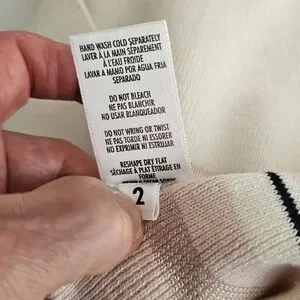 HAND WASH COLD SEPARATELY
LAVER À LA MAIN SÉPAREMENT
À L'EAU FROIDE
LAVAR A MANO POR AGUA FRIA
SEPARADO
DO NOT BLEACH
NE PAS BLANCHIR
NO USAR BLANQUEADOR
DO NOT WRING OR TWIST
NE PAS TORDE NI ESSORER
NO EXPRIMIR NI ESTRUJAR
RESHAPE DRY FLAT
SÉCHAGE À PLAT ÉTIRAGE EN
FORME
2